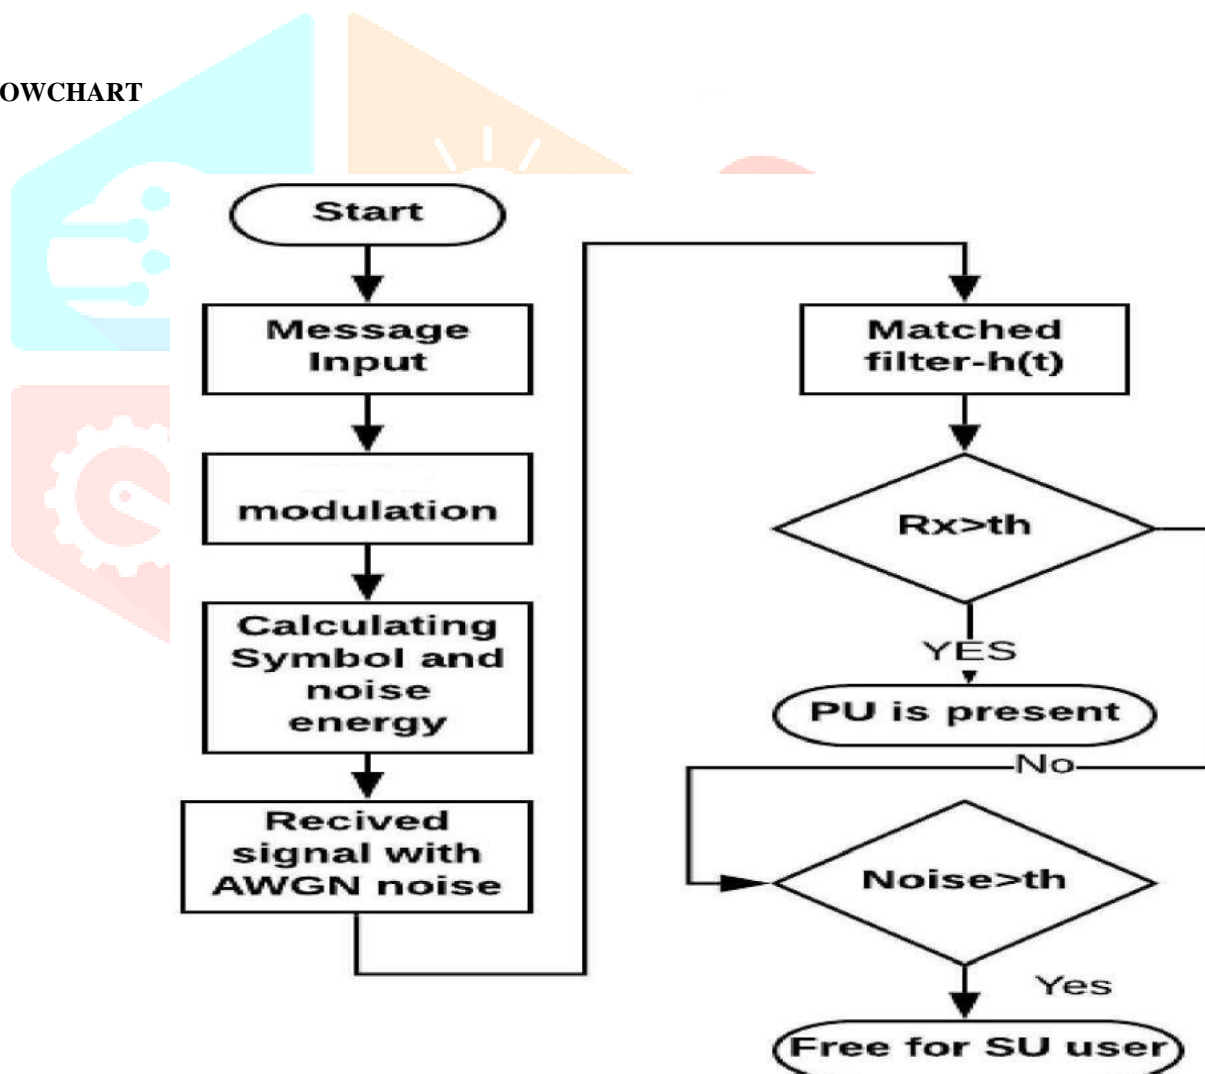 OWCHART
Start
Message
Input
modulation
Calculating
Symbol and
noise
energy
Recived
signal with
AWGN noise
Matched
filter-h(t)
Rx>th
YES
PU is present
No
Noise>th
Yes
Free for SU user